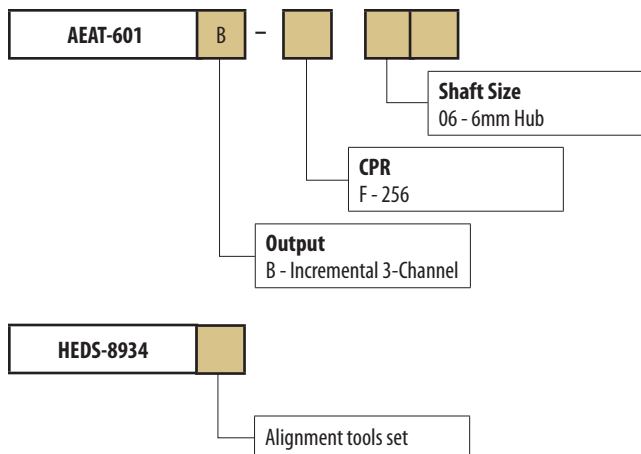 AEAT-601 B –
Shaft Size
06 - 6mm Hub
CPR
F - 256
Output
B - Incremental 3-Channel
HEDS-8934
Alignment tools set